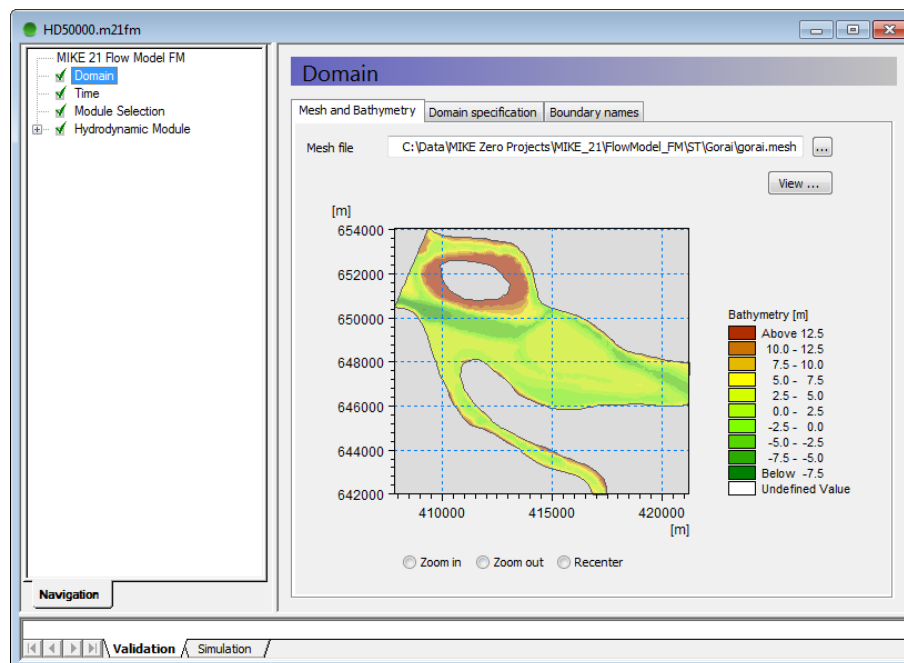 HD50000.m21fm
MIKE 21 Flow Model FM
Domain
Time
Module Selection
Hydrodynamic Module
Navigation
Domain
Mesh and Bathymetry
Domain specification
Boundary names
Mesh file
C:\Data\MIKE Zero Projects\MIKE_21\FlowModel_FM\ST\Gorai\gorai.mesh
...
View ...
[m]
654000
652000
650000
648000
646000
644000
642000
410000 415000 420000
[m]
Bathymetry [m]
Above 12.5
10.0 - 12.5
7.5 - 10.0
5.0 - 7.5
2.5 - 5.0
0.0 - 2.5
-2.5 - 0.0
-5.0 - -2.5
-7.5 - -5.0
Below -7.5
Undefined Value
Zoom in Zoom out Recenter
Validation Simulation